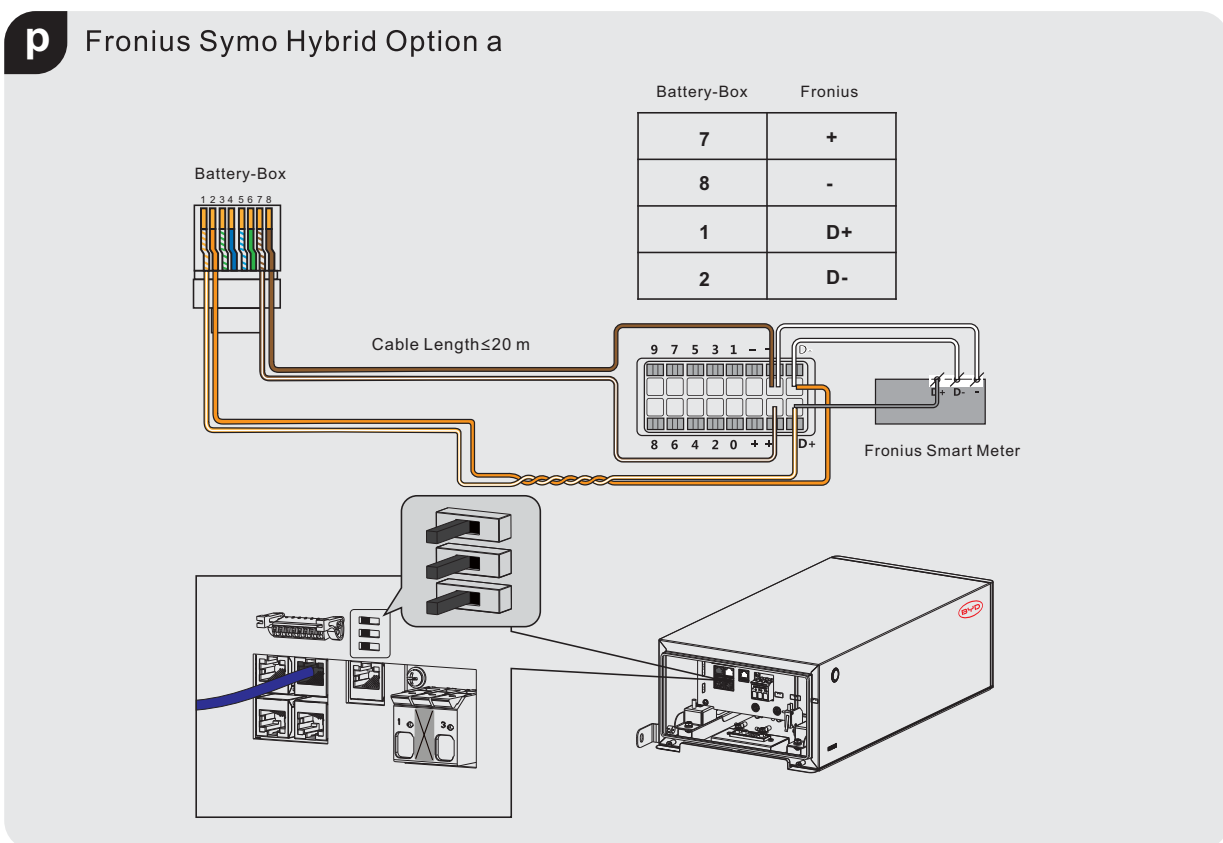 p Fronius Symo Hybrid Option a
Battery-Box Fronius
7 +
8 -
1 D+
2 D-
Battery-Box
1 2 3 4 5 6 7 8
Cable Length≤20 m
9 7 5 3 1 – – D-
8 6 4 2 0 + + D+
D+ D- -
Fronius Smart Meter
BYD
1 3